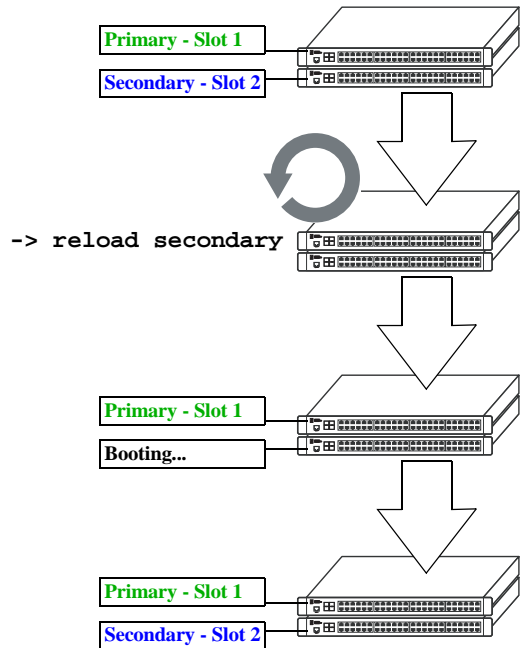 Primary - Slot 1
Secondary - Slot 2
-> reload secondary
Primary - Slot 1
Booting...
Primary - Slot 1
Secondary - Slot 2